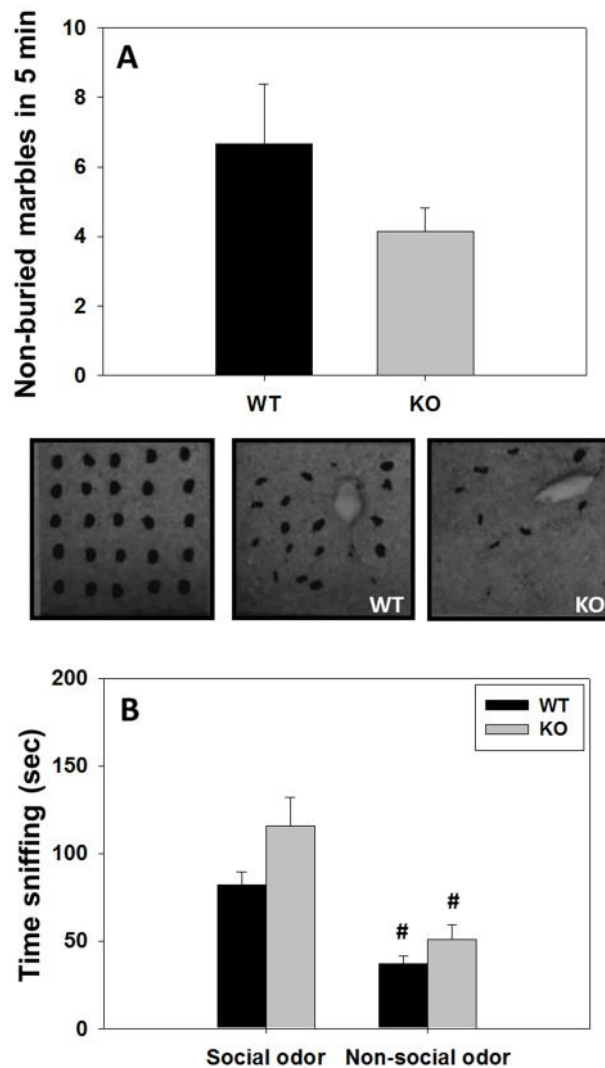 A
Non-buried marbles in 5 min
10
8
6
4
2
0
WT
KO
WT
KO
B
Time sniffing (sec)
200
150
100
50
0
WT
KO
#
#
Social odor
Non-social odor